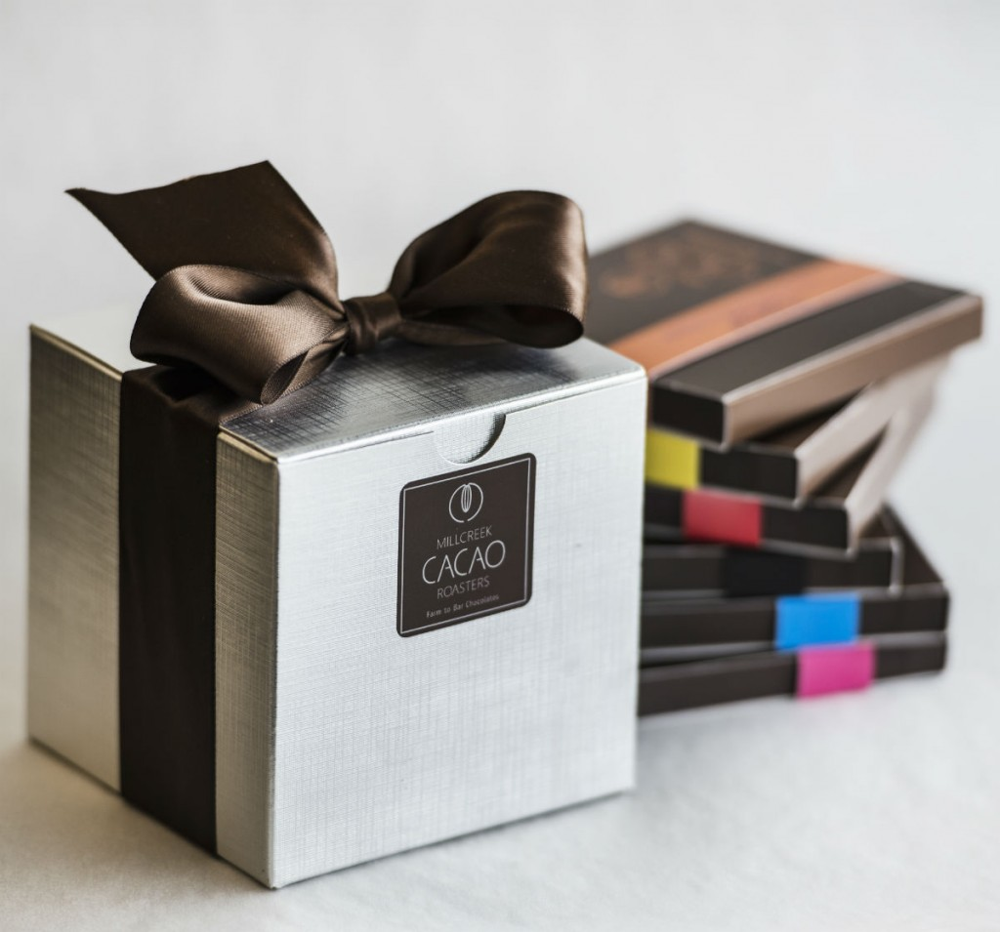 MILLCREEK
CACAO
ROASTERS
Farm to Bar Chocolates